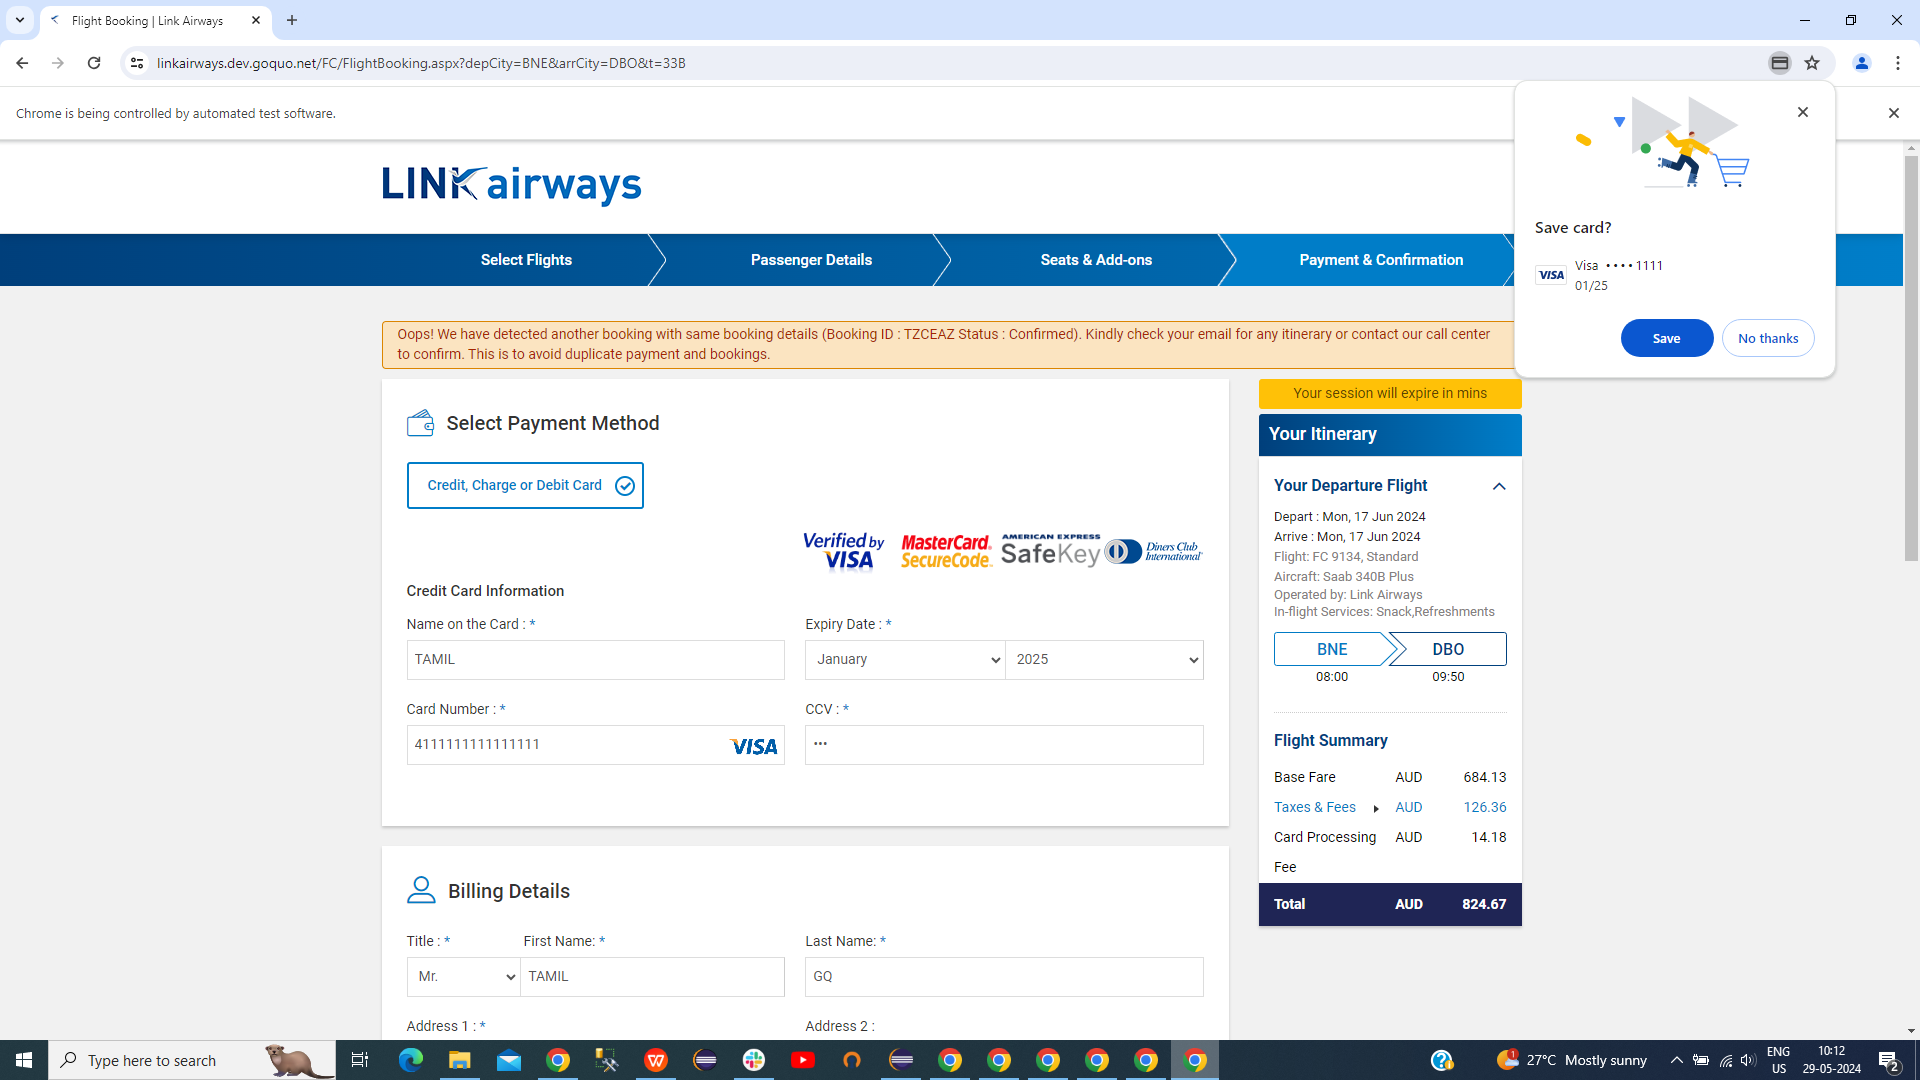 Flight Booking | Link Airways
linkairways.dev.goquo.net/FC/FlightBooking.aspx?depCity=BNE&arrCity=DBO&t=33B
Chrome is being controlled by automated test software.
LINK airways
Select Flights
Passenger Details
Seats & Add-ons
Payment & Confirmation
Save card?
VISA
Visa •••• 1111
01/25
Save
No thanks
Oops! We have detected another booking with same booking details (Booking ID : TZCEAZ Status : Confirmed). Kindly check your email for any itinerary or contact our call center
to confirm. This is to avoid duplicate payment and bookings.
Select Payment Method
Credit, Charge or Debit Card
Verified by
VISA
MasterCard.
SecureCode.
AMERICAN EXPRESS
SafeKey
Diners Club
International
Credit Card Information
Name on the Card : *
Expiry Date : *
TAMIL
January
2025
Card Number : *
CCV : *
4111111111111111
VISA
•••
Billing Details
Title : *
First Name: *
Last Name: *
Mr.
TAMIL
GQ
Address 1 : *
Address 2 :
Your session will expire in mins
Your Itinerary
Your Departure Flight
Depart : Mon, 17 Jun 2024
Arrive : Mon, 17 Jun 2024
Flight: FC 9134, Standard
Aircraft: Saab 340B Plus
Operated by: Link Airways
In-flight Services: Snack,Refreshments
BNE
DBO
08:00
09:50
Flight Summary
Base Fare AUD 684.13
Taxes & Fees AUD 126.36
Card Processing AUD 14.18
Fee
Total AUD 824.67
Type here to search
1
27°C Mostly sunny
ENG
US
10:12
29-05-2024
2